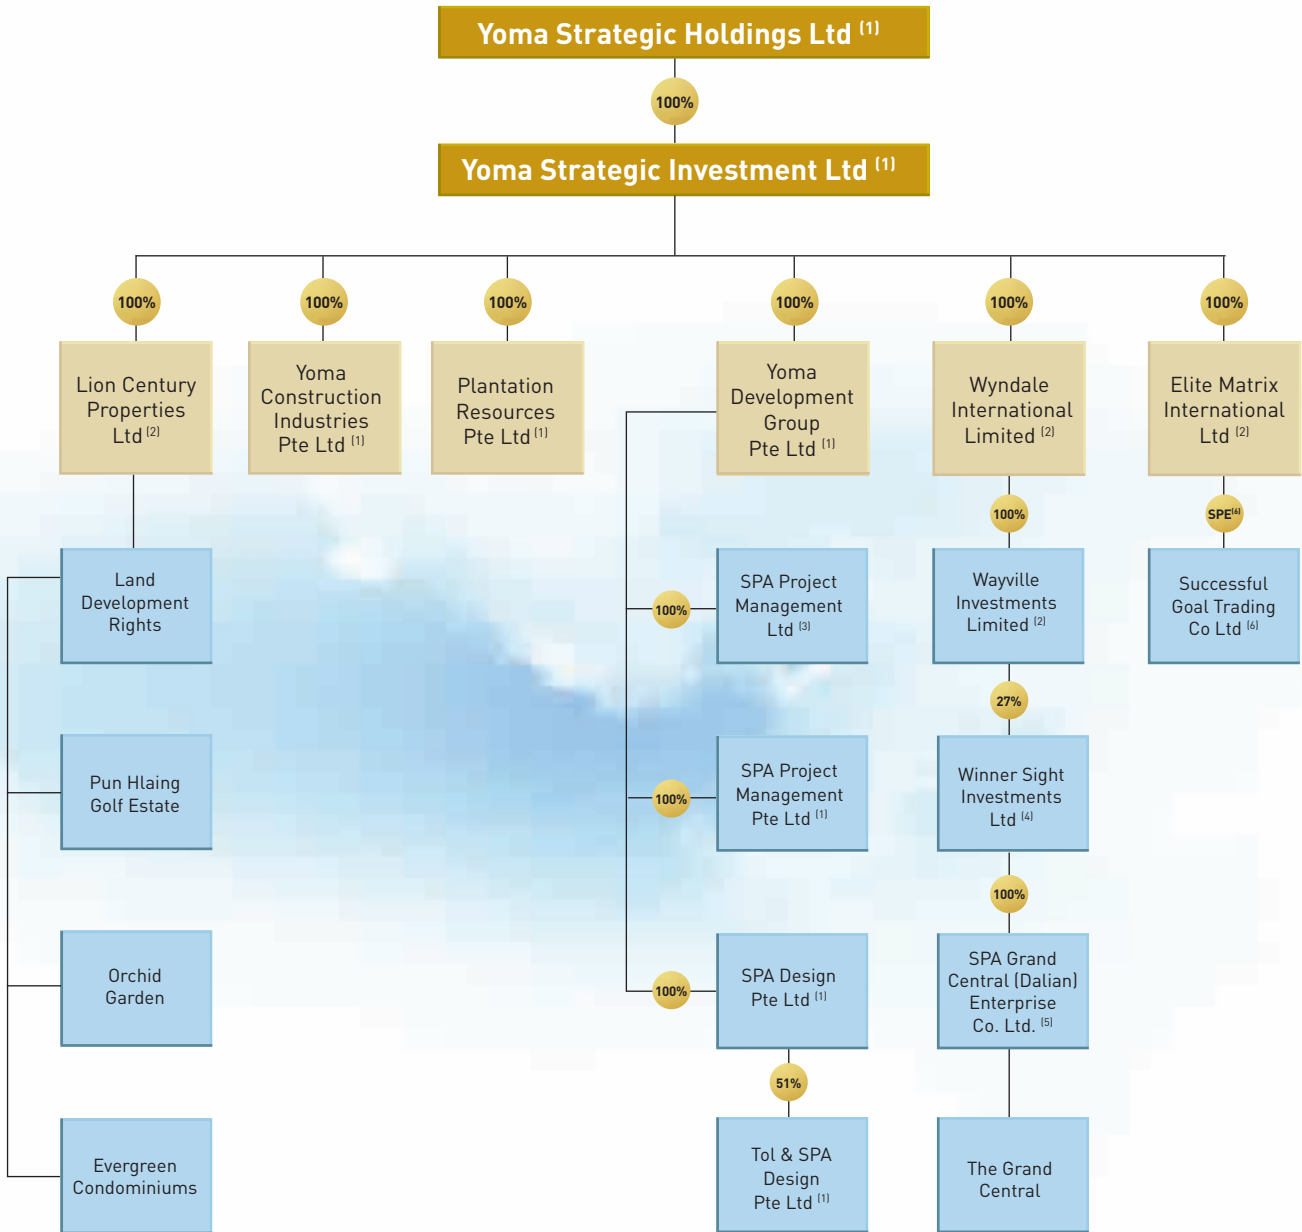 Yoma Strategic Holdings Ltd (1)
100%
Yoma Strategic Investment Ltd (1)
100%
100%
100%
100%
100%
100%
Lion Century
Properties
Ltd (2)
Yoma
Construction
Industries
Pte Ltd (1)
Plantation
Resources
Pte Ltd (1)
Yoma
Development
Group
Pte Ltd (1)
Wyndale
International
Limited (2)
Elite Matrix
International
Ltd (2)
100%
SPE(6)
Land
Development
Rights
100%
SPA Project
Management
Ltd (3)
Wayville
Investments
Limited (2)
Successful
Goal Trading
Co Ltd (6)
27%
Pun Hlaing
Golf Estate
100%
SPA Project
Management
Pte Ltd (1)
Winner Sight
Investments
Ltd (4)
100%
Orchid
Garden
100%
SPA Design
Pte Ltd (1)
SPA Grand
Central (Dalian)
Enterprise
Co. Ltd. (5)
51%
Evergreen
Condominiums
Tol & SPA
Design
Pte Ltd (1)
The Grand
Central